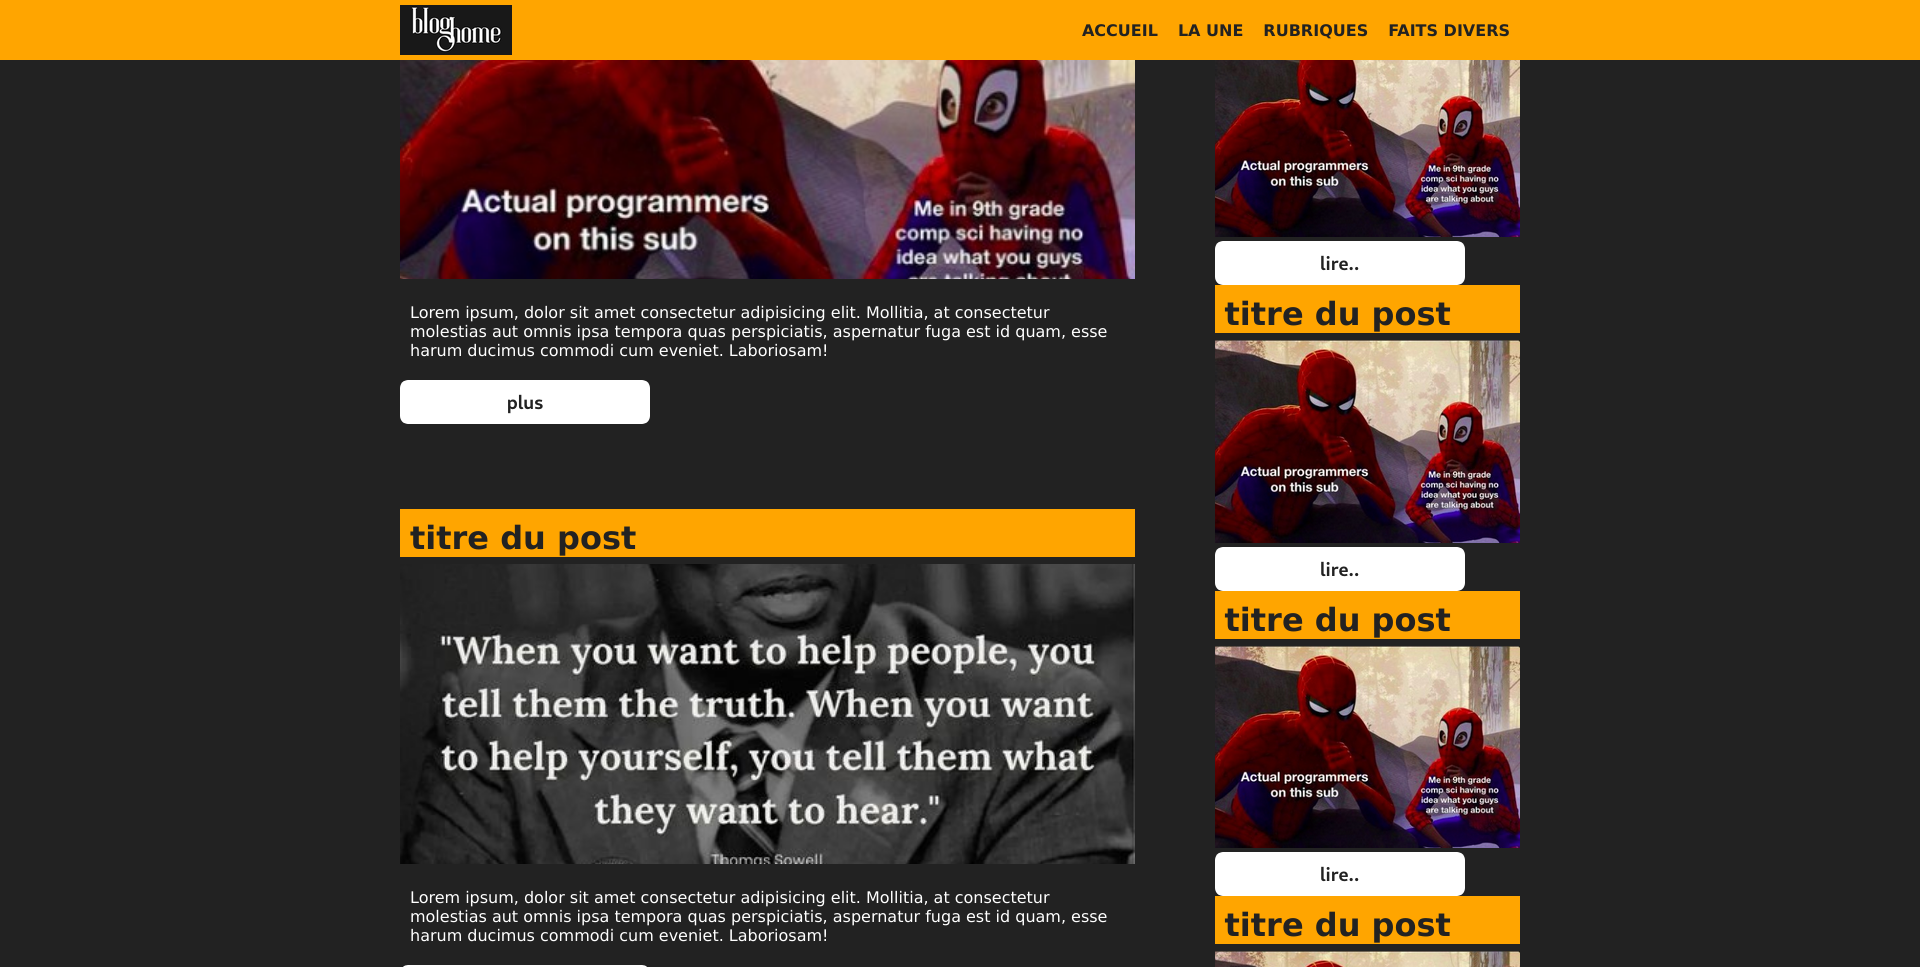 blog
home
ACCUEIL LA UNE RUBRIQUES FAITS DIVERS
Actual programmers
on this sub
Me in 9th grade
comp sci having no
idea what you guys
are talking about
Lorem ipsum, dolor sit amet consectetur adipisicing elit. Mollitia, at consectetur
molestias aut omnis ipsa tempora quas perspiciatis, aspernatur fuga est id quam, esse
harum ducimus commodi cum eveniet. Laboriosam!
plus
titre du post
"When you want to help people, you
tell them the truth. When you want
to help yourself, you tell them what
they want to hear."
Thomas Sowell
Lorem ipsum, dolor sit amet consectetur adipisicing elit. Mollitia, at consectetur
molestias aut omnis ipsa tempora quas perspiciatis, aspernatur fuga est id quam, esse
harum ducimus commodi cum eveniet. Laboriosam!
Actual programmers
on this sub
Me in 9th grade
comp sci having no
idea what you guys
are talking about
lire..
titre du post
Actual programmers
on this sub
Me in 9th grade
comp sci having no
idea what you guys
are talking about
lire..
titre du post
Actual programmers
on this sub
Me in 9th grade
comp sci having no
idea what you guys
are talking about
lire..
titre du post